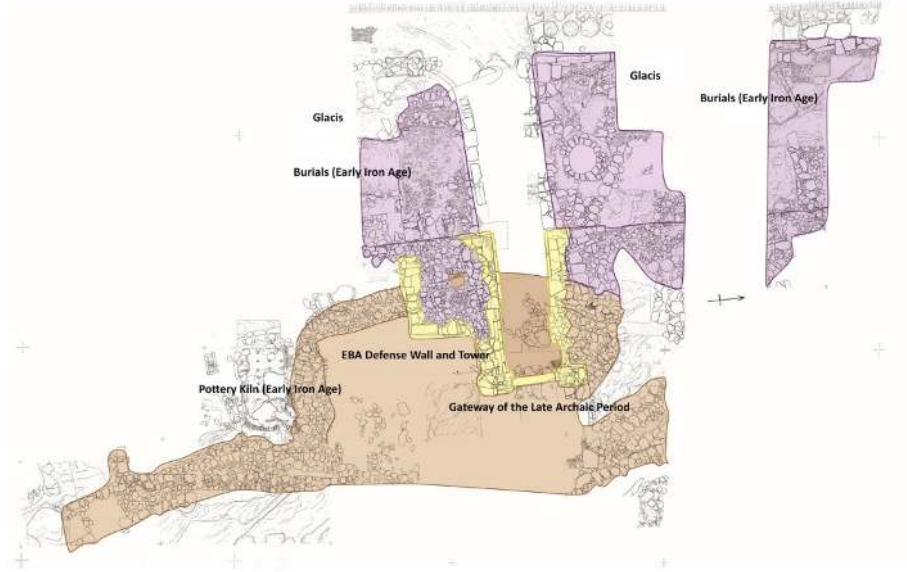 Glacis
Burials (Early Iron Age)
Glacis
Burials (Early Iron Age)
EBA Defense Wall and Tower
Pottery Kiln (Early Iron Age)
Gateway of the Late Archaic Period